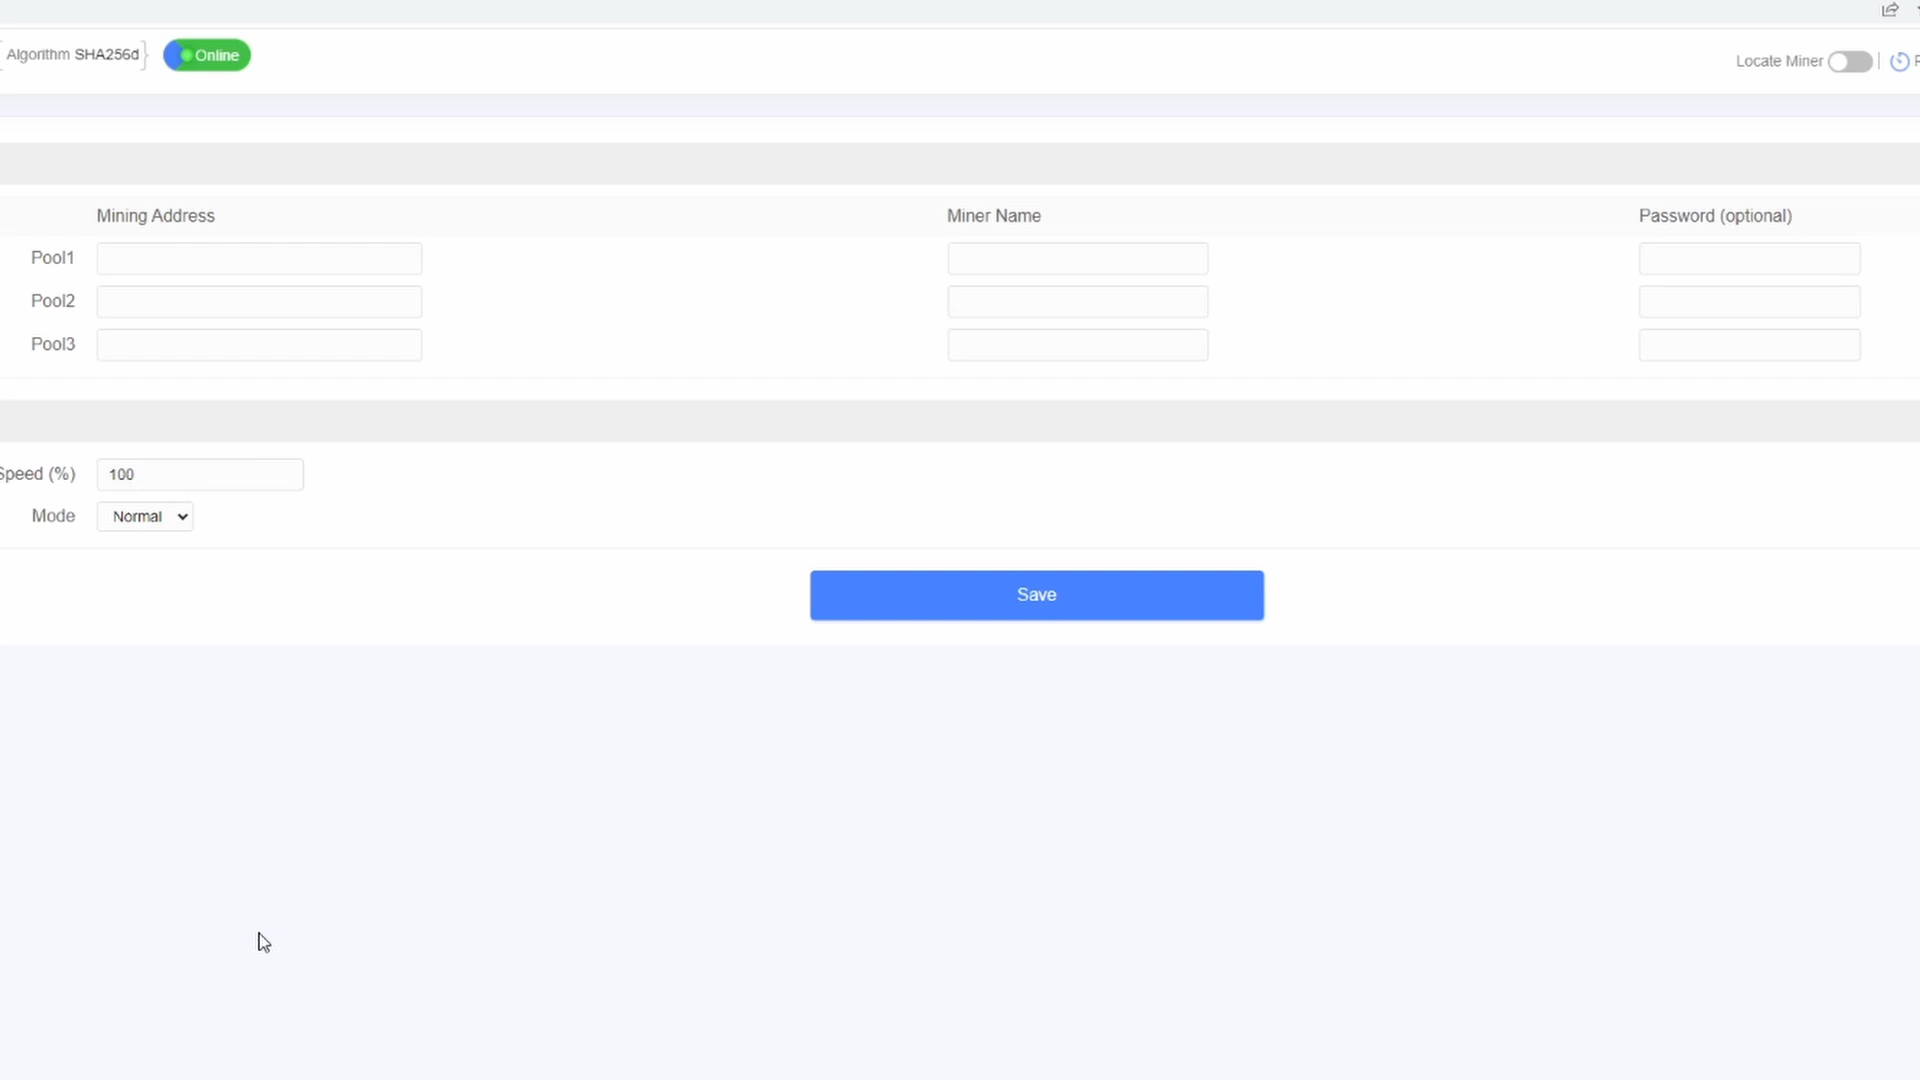 Algorithm SHA256d Online
Locate Miner
Mining Address Miner Name Password (optional)
Pool1
Pool2
Pool3
Speed (%) 100
Mode Normal
Save